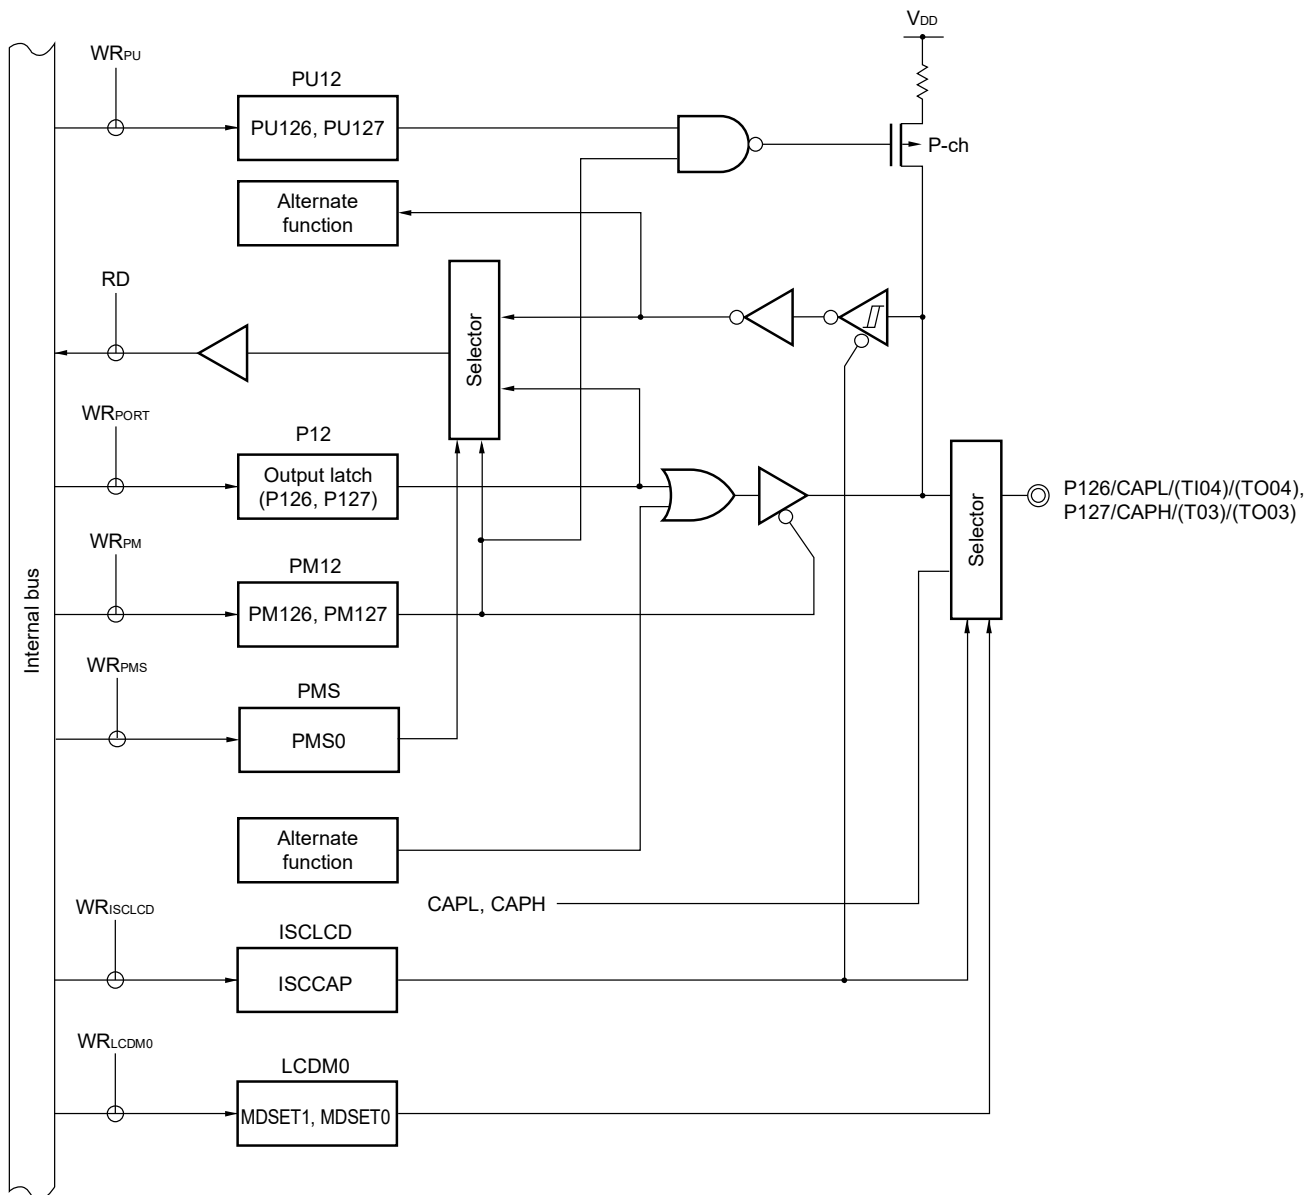 VDD
WRPU
PU12
PU126, PU127
P-ch
Alternate
function
RD
Selector
WRPORT
P12
Output latch
(P126, P127)
Selector
P126/CAPL/(TI04)/(TO04),
P127/CAPH/(T03)/(TO03)
WRPM
PM12
PM126, PM127
Internal bus
WRPMS
PMS
PMS0
Alternate
function
CAPL, CAPH
WRISCLCD
ISCLCD
ISCCAP
WRLCDM0
LCDM0
MDSET1, MDSET0